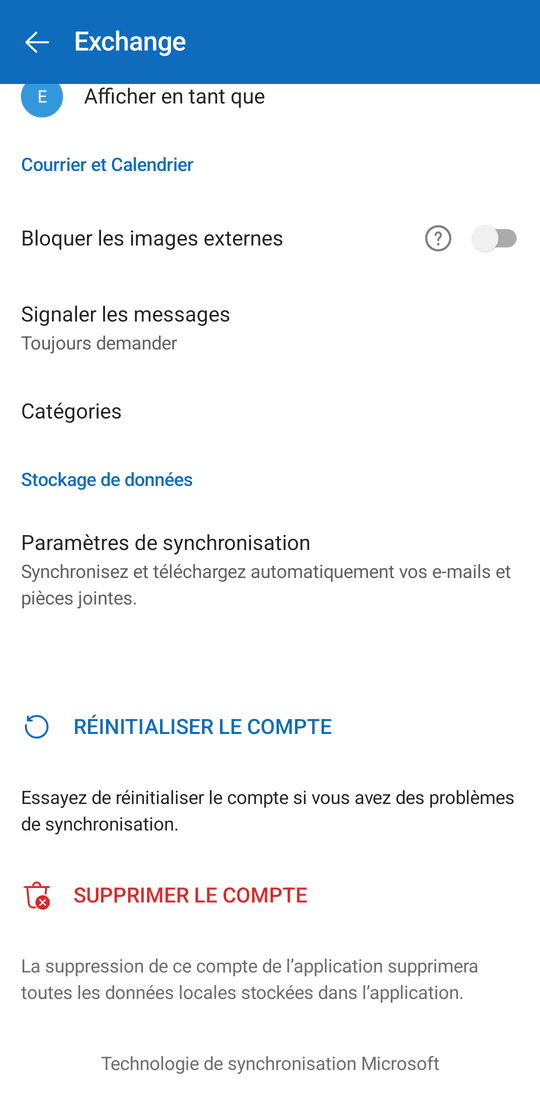 Exchange
E
Afficher en tant que
Courrier et Calendrier
Bloquer les images externes
?
Signaler les messages
Toujours demander
Catégories
Stockage de données
Paramètres de synchronisation
Synchronisez et téléchargez automatiquement vos e-mails et
pièces jointes.
RÉINITIALISER LE COMPTE
Essayez de réinitialiser le compte si vous avez des problèmes
de synchronisation.
SUPPRIMER LE COMPTE
La suppression de ce compte de l’application supprimera
toutes les données locales stockées dans l’application.
Technologie de synchronisation Microsoft